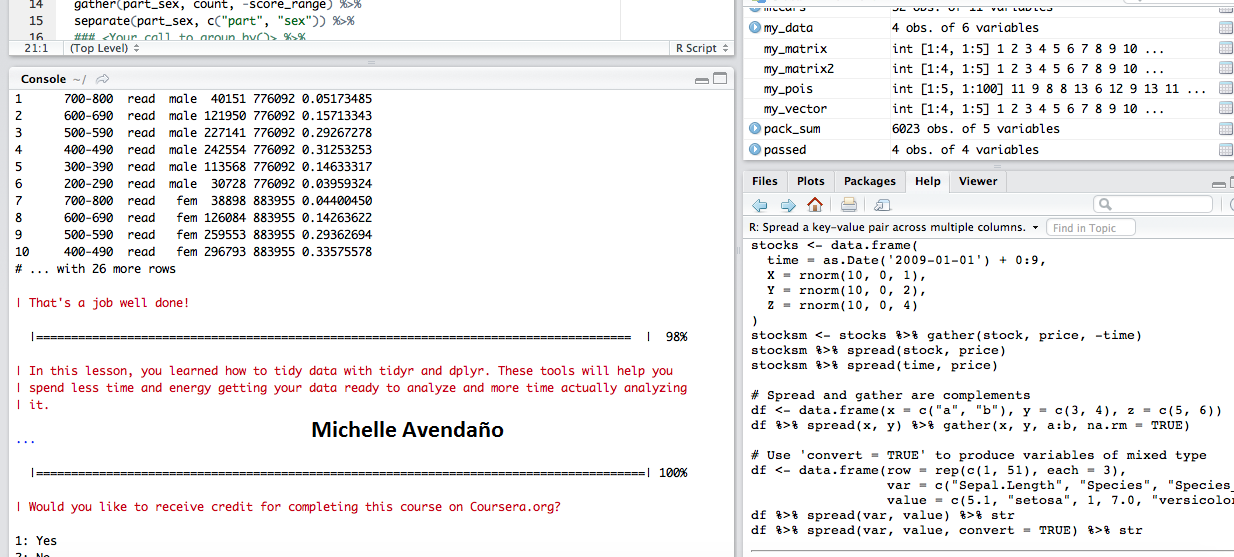 14 gather(part_sex, count, -score_range) %>%
15 separate(part_sex, c("part", "sex")) %>%
16 ### <Your call to group_by()> %>%
21:1 (Top Level) R Script
Console ~/
1 700-800 read male 40151 776092 0.05173485
2 600-690 read male 121950 776092 0.15713343
3 500-590 read male 227141 776092 0.29267278
4 400-490 read male 242554 776092 0.31253253
5 300-390 read male 113568 776092 0.14633317
6 200-290 read male 30728 776092 0.03959324
7 700-800 read fem 38898 883955 0.04400450
8 600-690 read fem 126084 883955 0.14263622
9 500-590 read fem 259553 883955 0.29362694
10 400-490 read fem 296793 883955 0.33575578
# ... with 26 more rows
| That's a job well done!
|===================================================================================== | 98%
| In this lesson, you learned how to tidy data with tidyr and dplyr. These tools will help you
| spend less time and energy getting your data ready to analyze and more time actually analyzing
| it.
Michelle Avendaño
...
|=======================================================================================| 100%
| Would you like to receive credit for completing this course on Coursera.org?
1: Yes
2: No
mtcars 32 obs. of 11 variables
my_data 4 obs. of 6 variables
my_matrix int [1:4, 1:5] 1 2 3 4 5 6 7 8 9 10 ...
my_matrix2 int [1:4, 1:5] 1 2 3 4 5 6 7 8 9 10 ...
my_pois int [1:5, 1:100] 11 9 8 8 13 6 12 9 13 11 ...
my_vector int [1:4, 1:5] 1 2 3 4 5 6 7 8 9 10 ...
pack_sum 6023 obs. of 5 variables
passed 4 obs. of 4 variables
Files Plots Packages Help Viewer
R: Spread a key-value pair across multiple columns. Find in Topic
stocks <- data.frame(
time = as.Date('2009-01-01') + 0:9,
X = rnorm(10, 0, 1),
Y = rnorm(10, 0, 2),
Z = rnorm(10, 0, 4)
)
stocksm <- stocks %>% gather(stock, price, -time)
stocksm %>% spread(stock, price)
stocksm %>% spread(time, price)
# Spread and gather are complements
df <- data.frame(x = c("a", "b"), y = c(3, 4), z = c(5, 6))
df %>% spread(x, y) %>% gather(x, y, a:b, na.rm = TRUE)
# Use 'convert = TRUE' to produce variables of mixed type
df <- data.frame(row = rep(c(1, 51), each = 3),
var = c("Sepal.Length", "Species", "Species_
value = c(5.1, "setosa", 1, 7.0, "versicolo
df %>% spread(var, value) %>% str
df %>% spread(var, value, convert = TRUE) %>% str